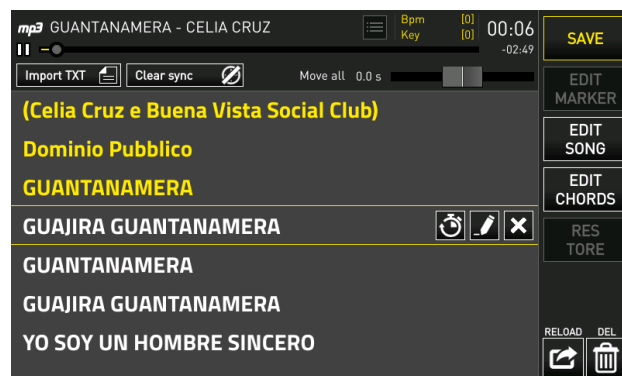 mp3 GUANTANAMERA - CELIA CRUZ
Bpm [0]
Key [0]
00:06
-02:49
SAVE
Import TXT
Clear sync
Move all 0.0 s
EDIT
MARKER
(Celia Cruz e Buena Vista Social Club)
Dominio Pubblico
EDIT
SONG
GUANTANAMERA
EDIT
CHORDS
GUAJIRA GUANTANAMERA
RES
TORE
GUANTANAMERA
GUAJIRA GUANTANAMERA
YO SOY UN HOMBRE SINCERO
RELOAD DEL